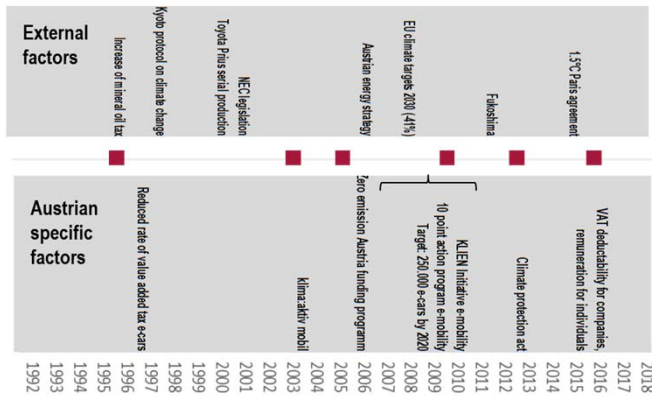 External
factors
Increase of mineral oil tax
Kyoto protocol on climate change
Toyota Prius serial production
NEC legislation
Austrian energy strategy
EU climate targets 2030 (-41%)
Fukoshima
1.5°C Paris agreement
Austrian
specific
factors
Reduced rate of value added tax e-cars
klima:aktiv mobil
Zero emission Austria funding programm
10 point action program e-mobility
Target: 250.000 e-cars by 2020
KLIEN Initiative e-mobility
Climate protection act
VAT deductability for companies,
remuneration for individuals
1992
1993
1994
1995
1996
1997
1998
1999
2000
2001
2003
2004
2005
2006
2007
2008
2009
2010
2011
2012
2013
2014
2015
2016
2017
2018